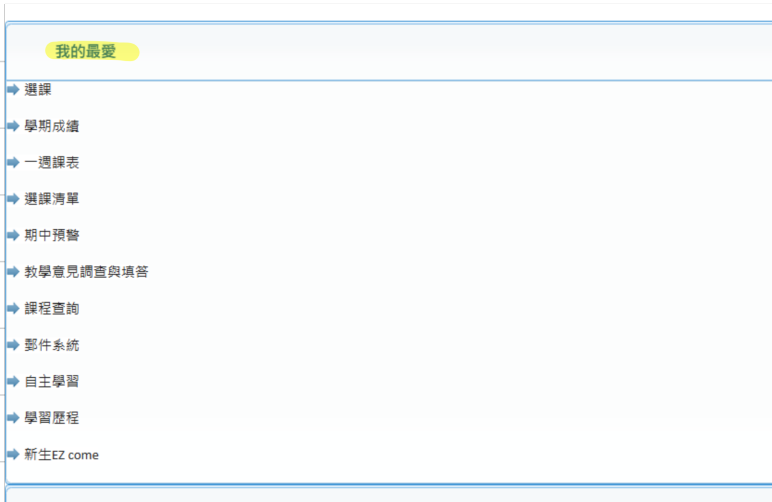 我的最愛
選課
學期成績
一週課表
選課清單
期中預警
教學意見調查與填答
課程查詢
郵件系統
自主學習
學習歷程
新生EZ come